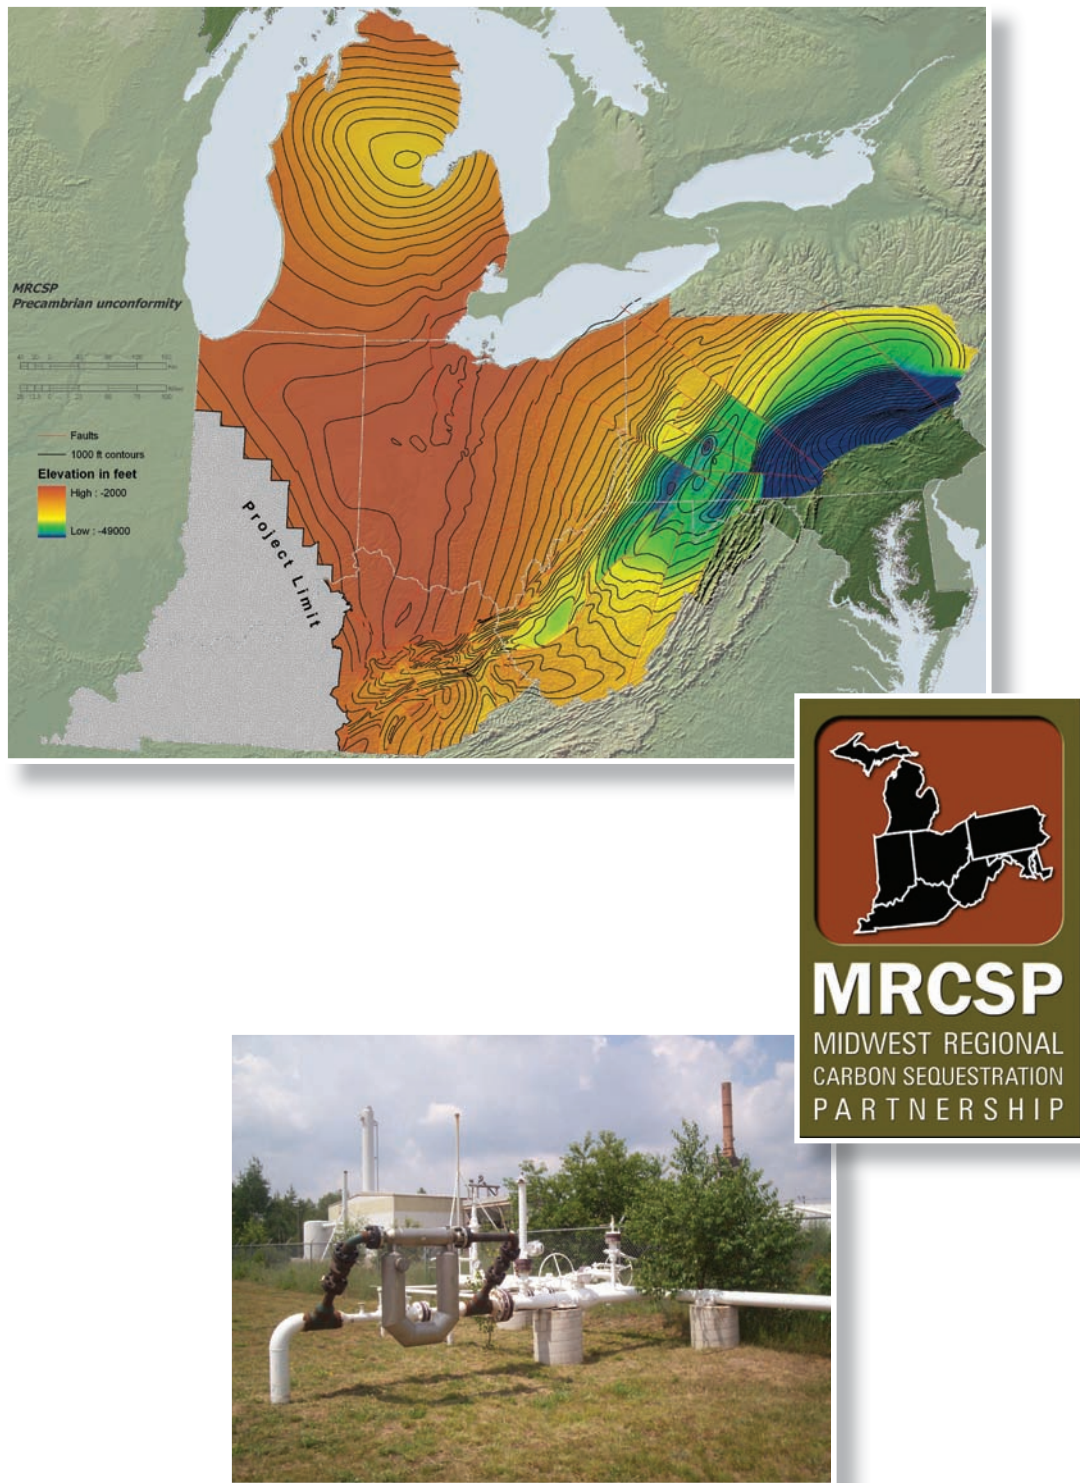 MRCSP
Precambrian unconformity
Faults
1000 ft contours
Elevation in feet
High : -2000
Low : -49000
Project Limit
MRCSP
MIDWEST REGIONAL
CARBON SEQUESTRATION
PARTNERSHIP